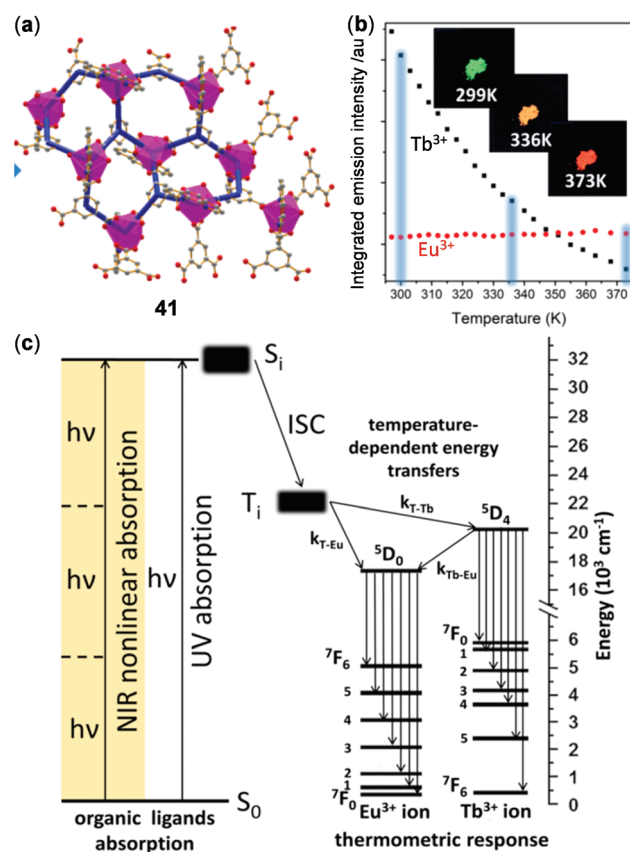 (a)
41
(b)
Integrated emission intensity /au
299K
336K
373K
Tb³⁺
Eu³⁺
300 310 320 330 340 350 360 370
Temperature (K)
(c)
Sᵢ
ISC
Tᵢ
S₀
hν
hν
hν
NIR nonlinear absorption
hν
UV absorption
organic ligands
absorption
temperature-
dependent energy
transfers
k_T-Tb
k_T-Eu
k_Tb-Eu
⁵D₀
⁵D₄
⁷F₆
5
4
3
2
1
⁷F₀
Eu³⁺ ion
⁷F₀
1
2
3
4
5
⁷F₆
Tb³⁺ ion
thermometric response
32
30
28
26
24
22
20
18
16
6
5
4
3
2
1
0
Energy (10³ cm⁻¹)